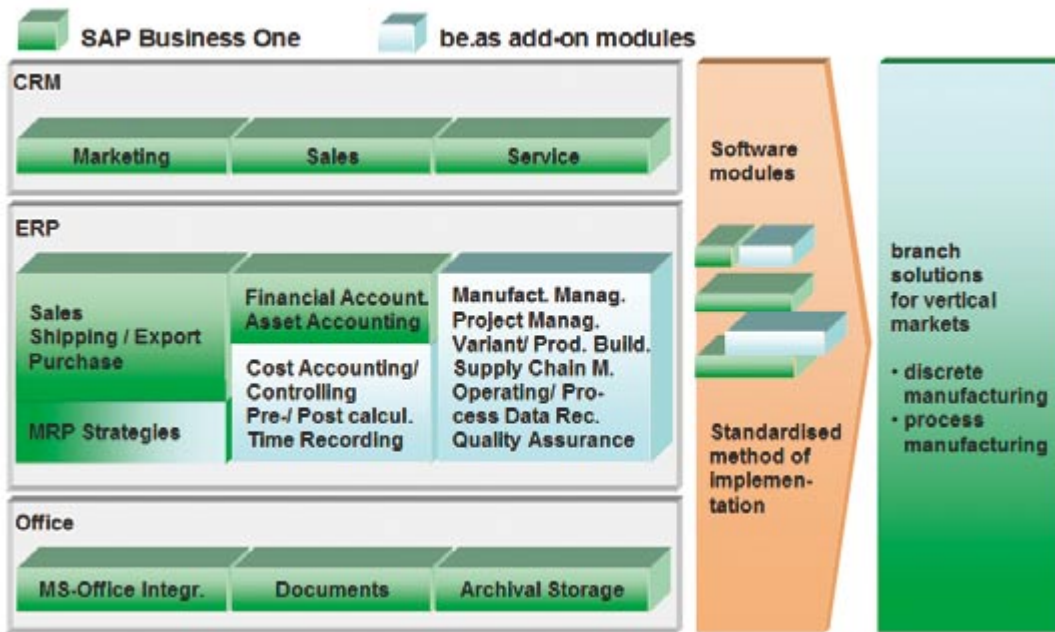 SAP Business One
be.as add-on modules
CRM
Marketing
Sales
Service
ERP
Sales
Shipping / Export
Purchase
MRP Strategies
Financial Account.
Asset Accounting
Cost Accounting/
Controlling
Pre-/ Post calcul.
Time Recording
Manufact. Manag.
Project Manag.
Variant/ Prod. Build.
Supply Chain M.
Operating/ Pro-
cess Data Rec.
Quality Assurance
Office
MS-Office Integr.
Documents
Archival Storage
Software
modules
Standardised
method of
implemen-
tation
branch
solutions
for vertical
markets
• discrete
manufacturing
• process
manufacturing